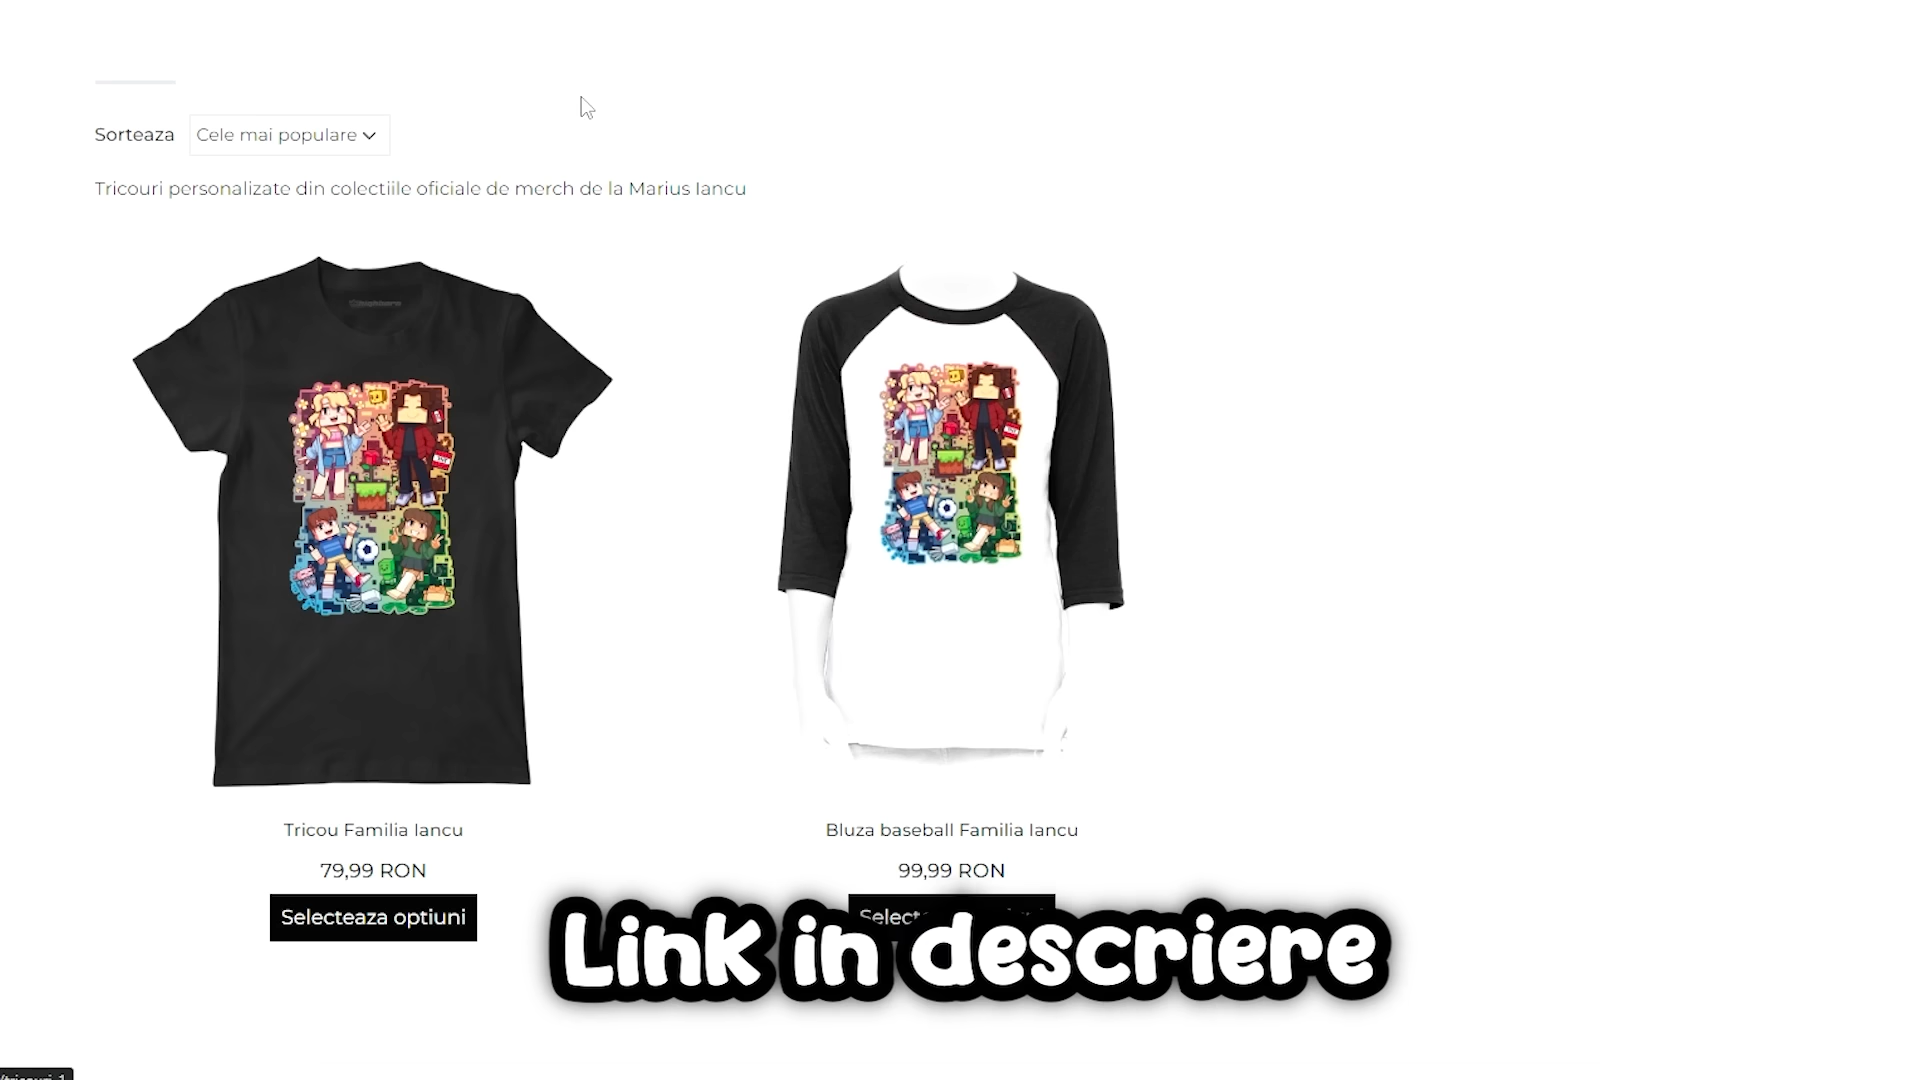 Sorteaza
Cele mai populare
Tricouri personalizate din colectiile oficiale de merch de la Marius Iancu
Tricou Familia Iancu
Bluza baseball Familia Iancu
79,99 RON
99,99 RON
Selecteaza optiuni
Link in descriere